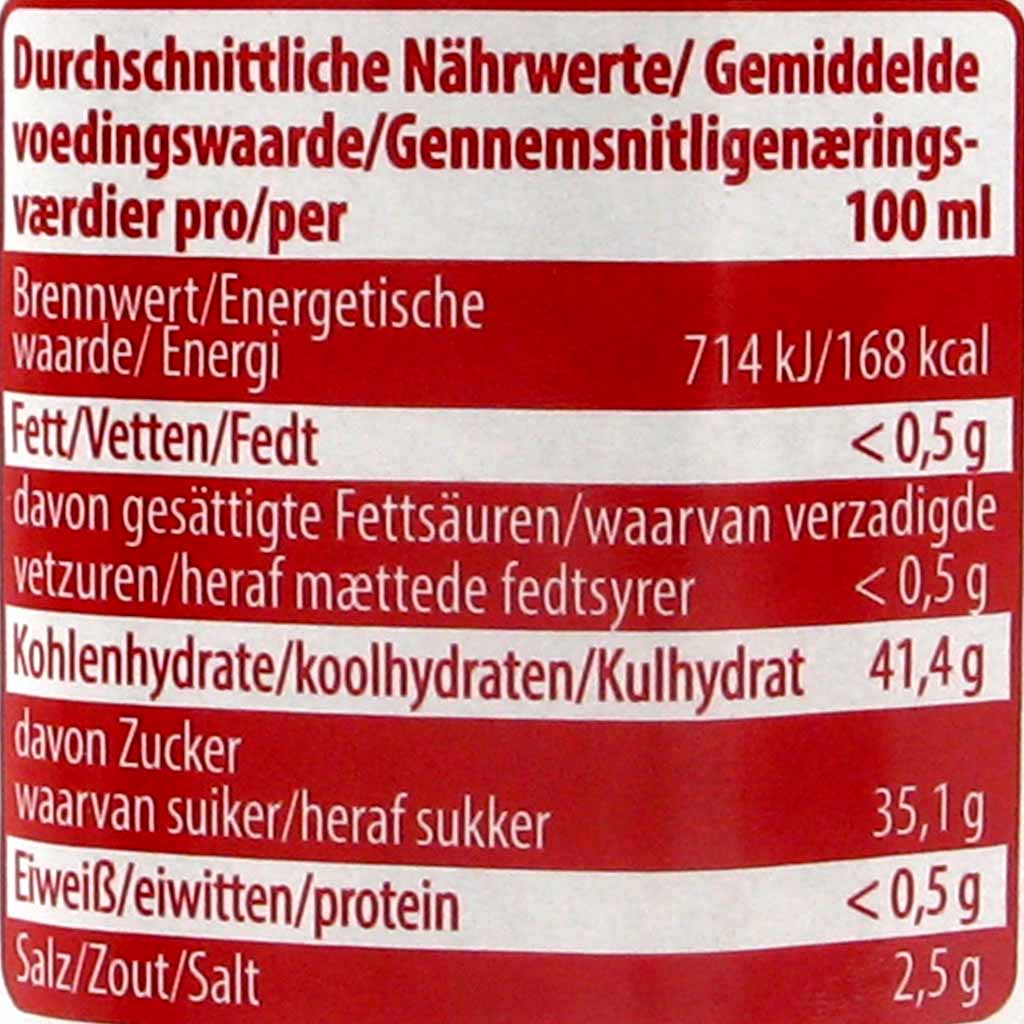 Durchschnittliche Nährwerte/ Gemiddelde
voedingswaarde/Gennemsnitligenærings-
værdier pro/per 100 ml
Brennwert/Energetische
waarde/ Energi 714 kJ/168 kcal
Fett/Vetten/Fedt < 0,5 g
davon gesättigte Fettsäuren/waarvan verzadigde
vetzuren/heraf mættede fedtsyrer < 0,5 g
Kohlenhydrate/koolhydraten/Kulhydrat 41,4 g
davon Zucker
waarvan suiker/heraf sukker 35,1 g
Eiweiß/eiwitten/protein < 0,5 g
Salz/Zout/Salt 2,5 g